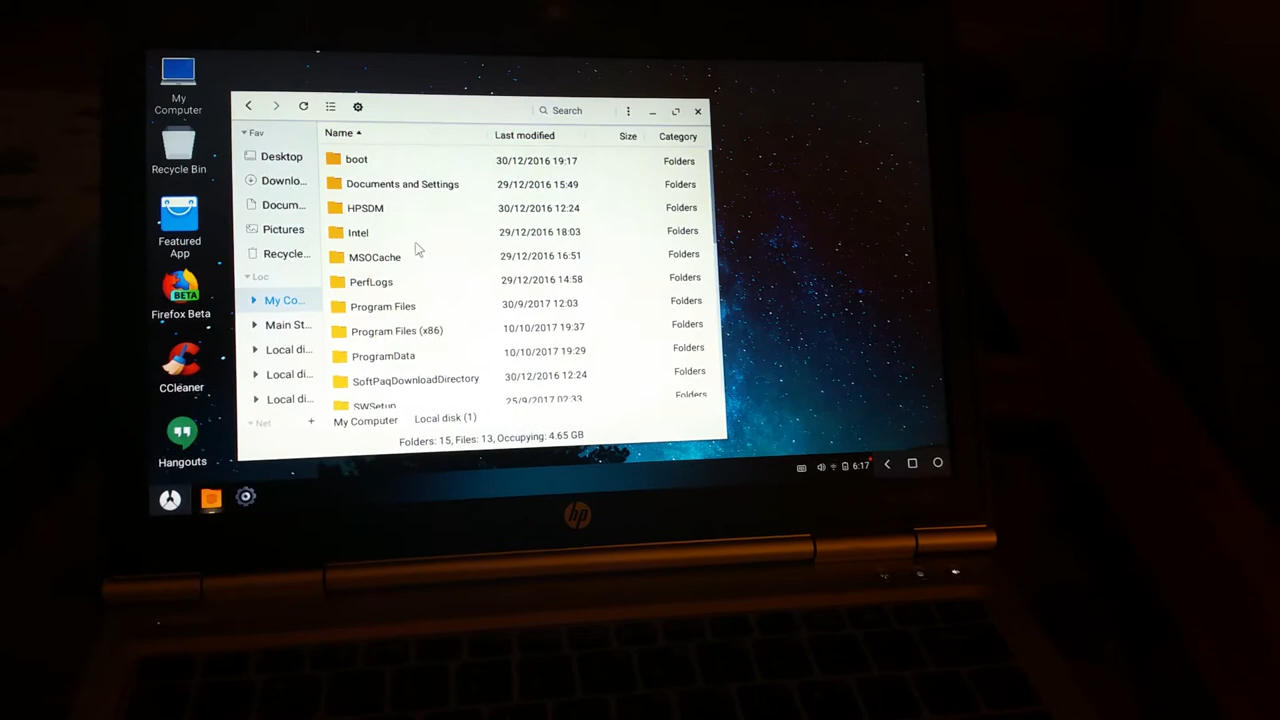 My
Computer
Recycle Bin
Featured
App
Firefox Beta
BETA
CCleaner
Hangouts
Search
Fav
Desktop
Downlo...
Docum...
Pictures
Recycle...
Loc
My Co...
Main St...
Local di...
Local di...
Local di...
Net +
Name Last modified Size Category
boot 30/12/2016 19:17 Folders
Documents and Settings 29/12/2016 15:49 Folders
HPSDM 30/12/2016 12:24 Folders
Intel 29/12/2016 18:03 Folders
MSOCache 29/12/2016 16:51 Folders
PerfLogs 29/12/2016 14:58 Folders
Program Files 30/9/2017 12:03 Folders
Program Files (x86) 10/10/2017 19:37 Folders
ProgramData 10/10/2017 19:29 Folders
SoftPaqDownloadDirectory 30/12/2016 12:24 Folders
SWSetup 25/9/2017 02:33 Folders
My Computer Local disk (1)
Folders: 15, Files: 13, Occupying: 4.65 GB
6:17
hp